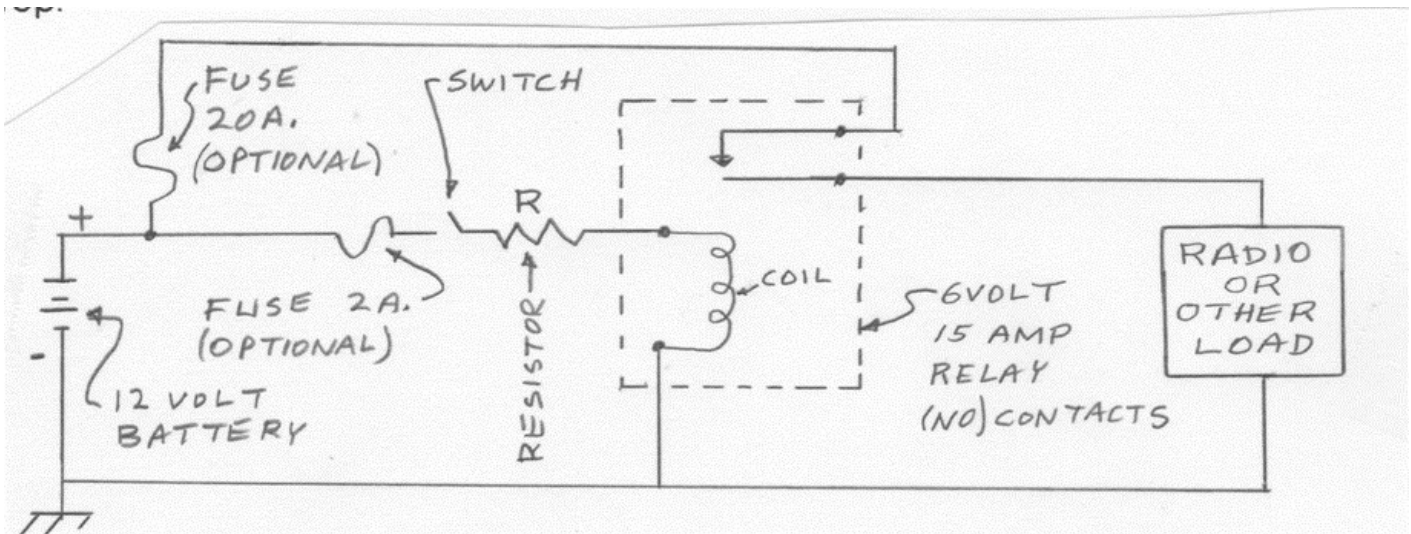 op.
FUSE
20A.
(OPTIONAL)
SWITCH
+
R
FUSE 2A.
(OPTIONAL)
RESISTOR
COIL
6VOLT
15 AMP
RELAY
(NO) CONTACTS
RADIO
OR
OTHER
LOAD
-
12 VOLT
BATTERY